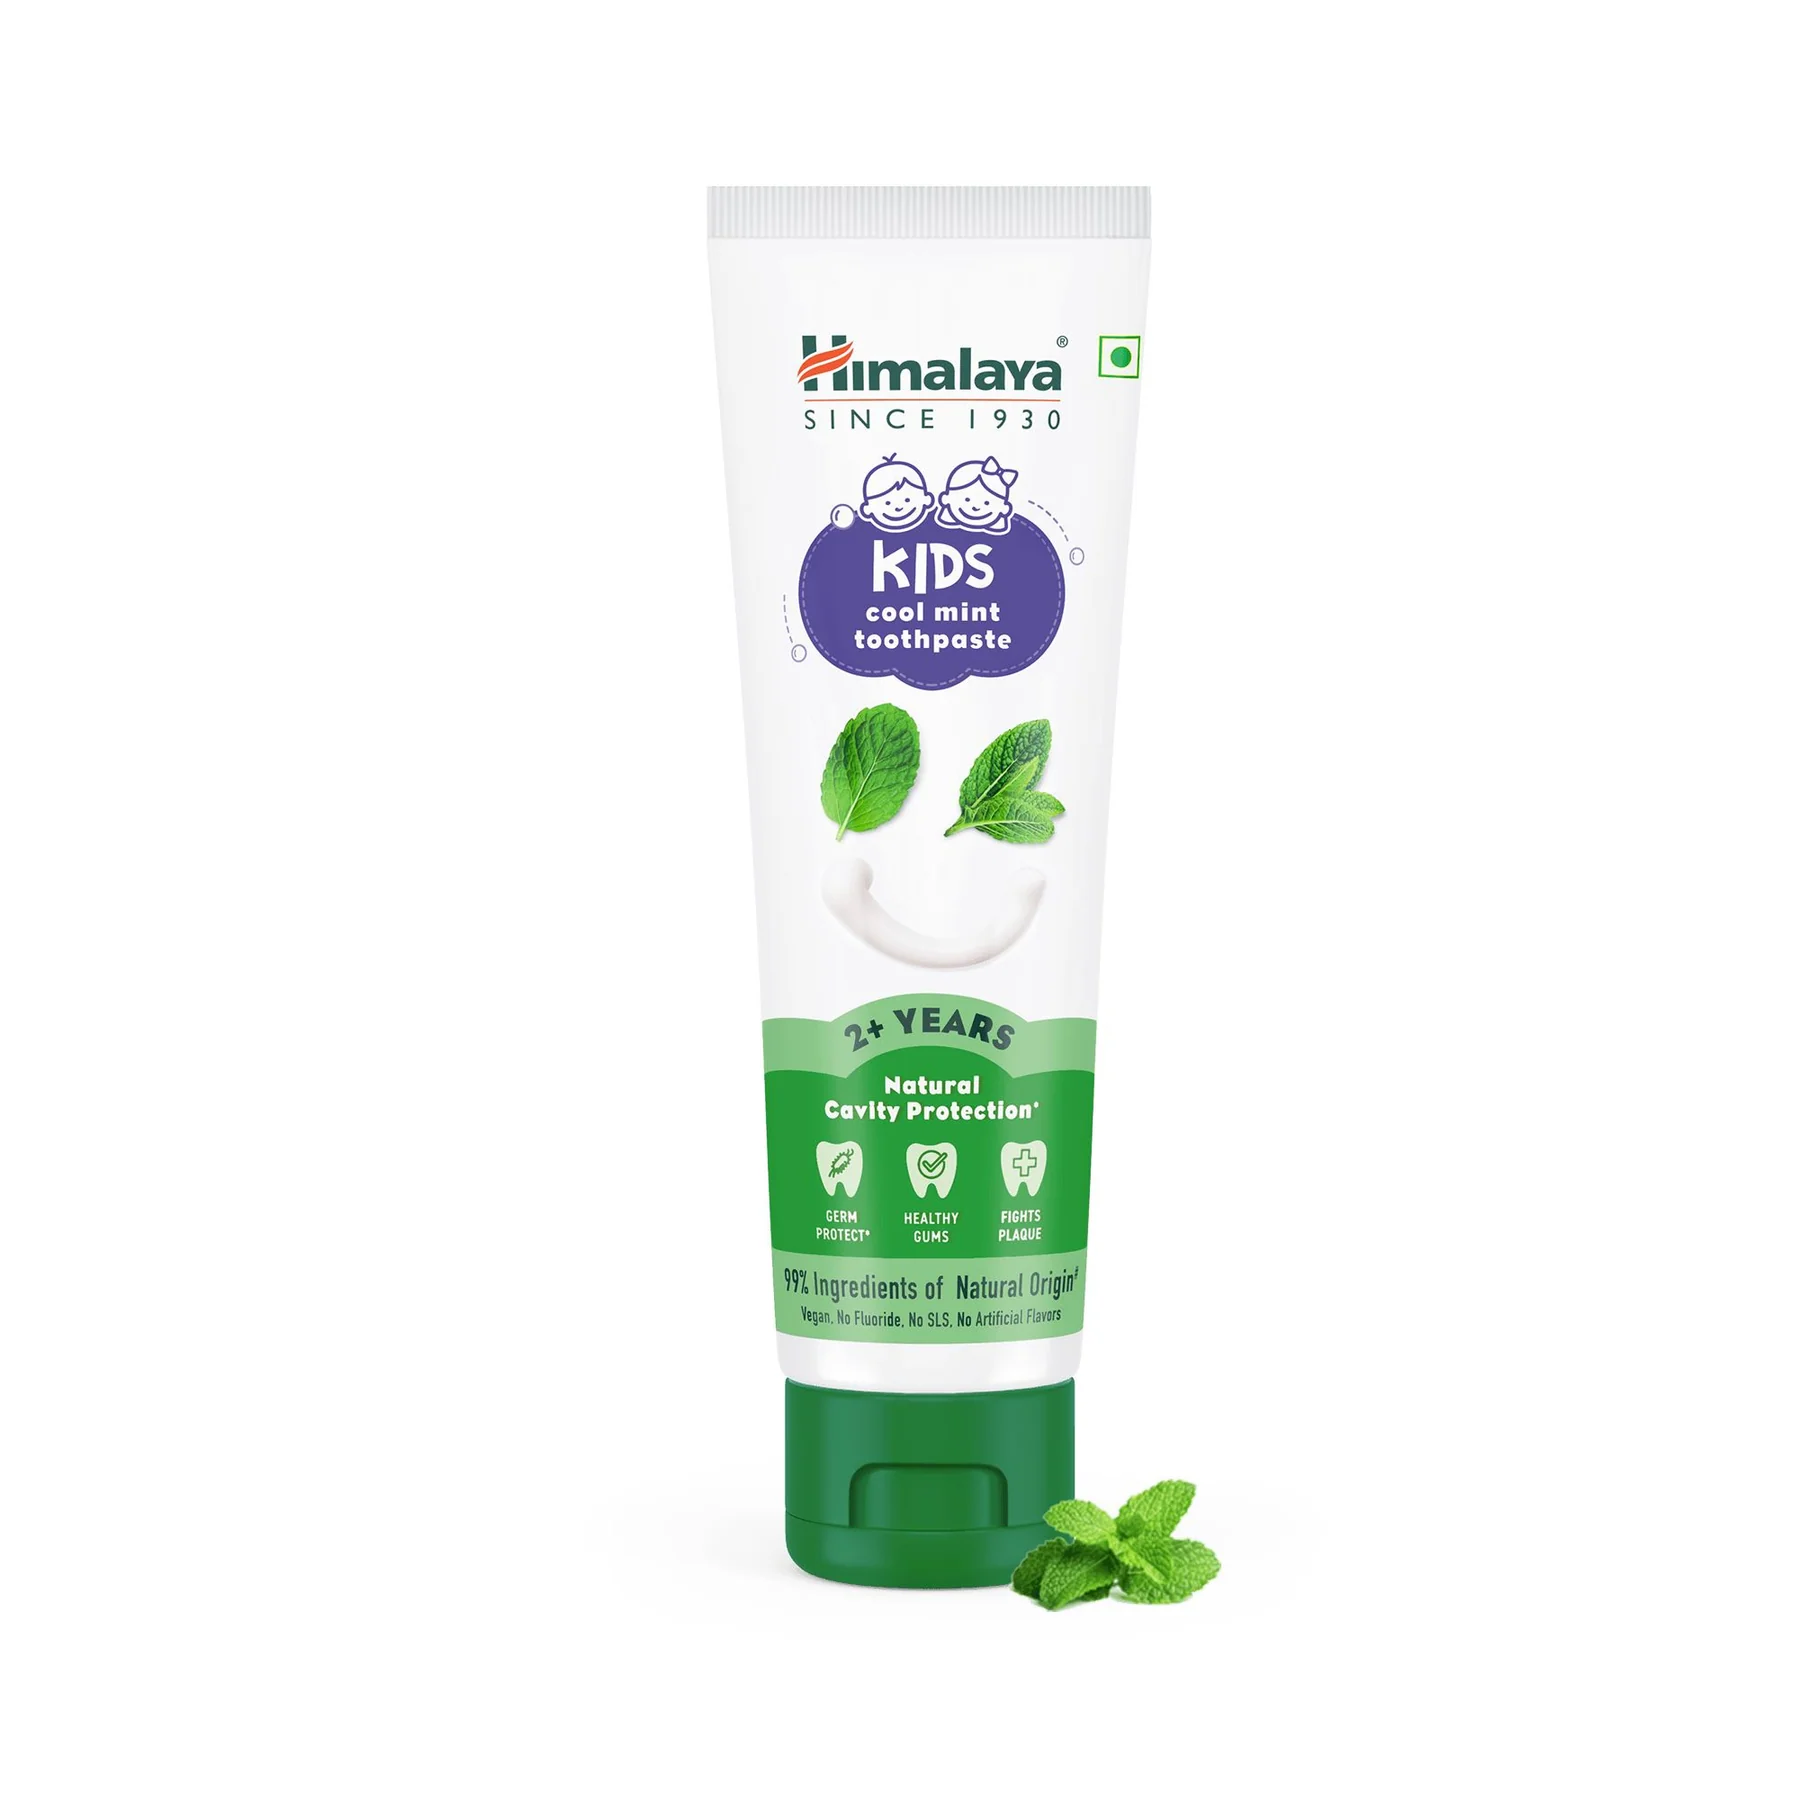 Himalaya®
SINCE 1930
KIDS
cool mint
toothpaste
2+ YEARS
Natural
Cavity Protection*
GERM
PROTECT*
HEALTHY
GUMS
FIGHTS
PLAQUE
99% Ingredients of Natural Origin#
Vegan, No Fluoride, No SLS, No Artificial Flavors